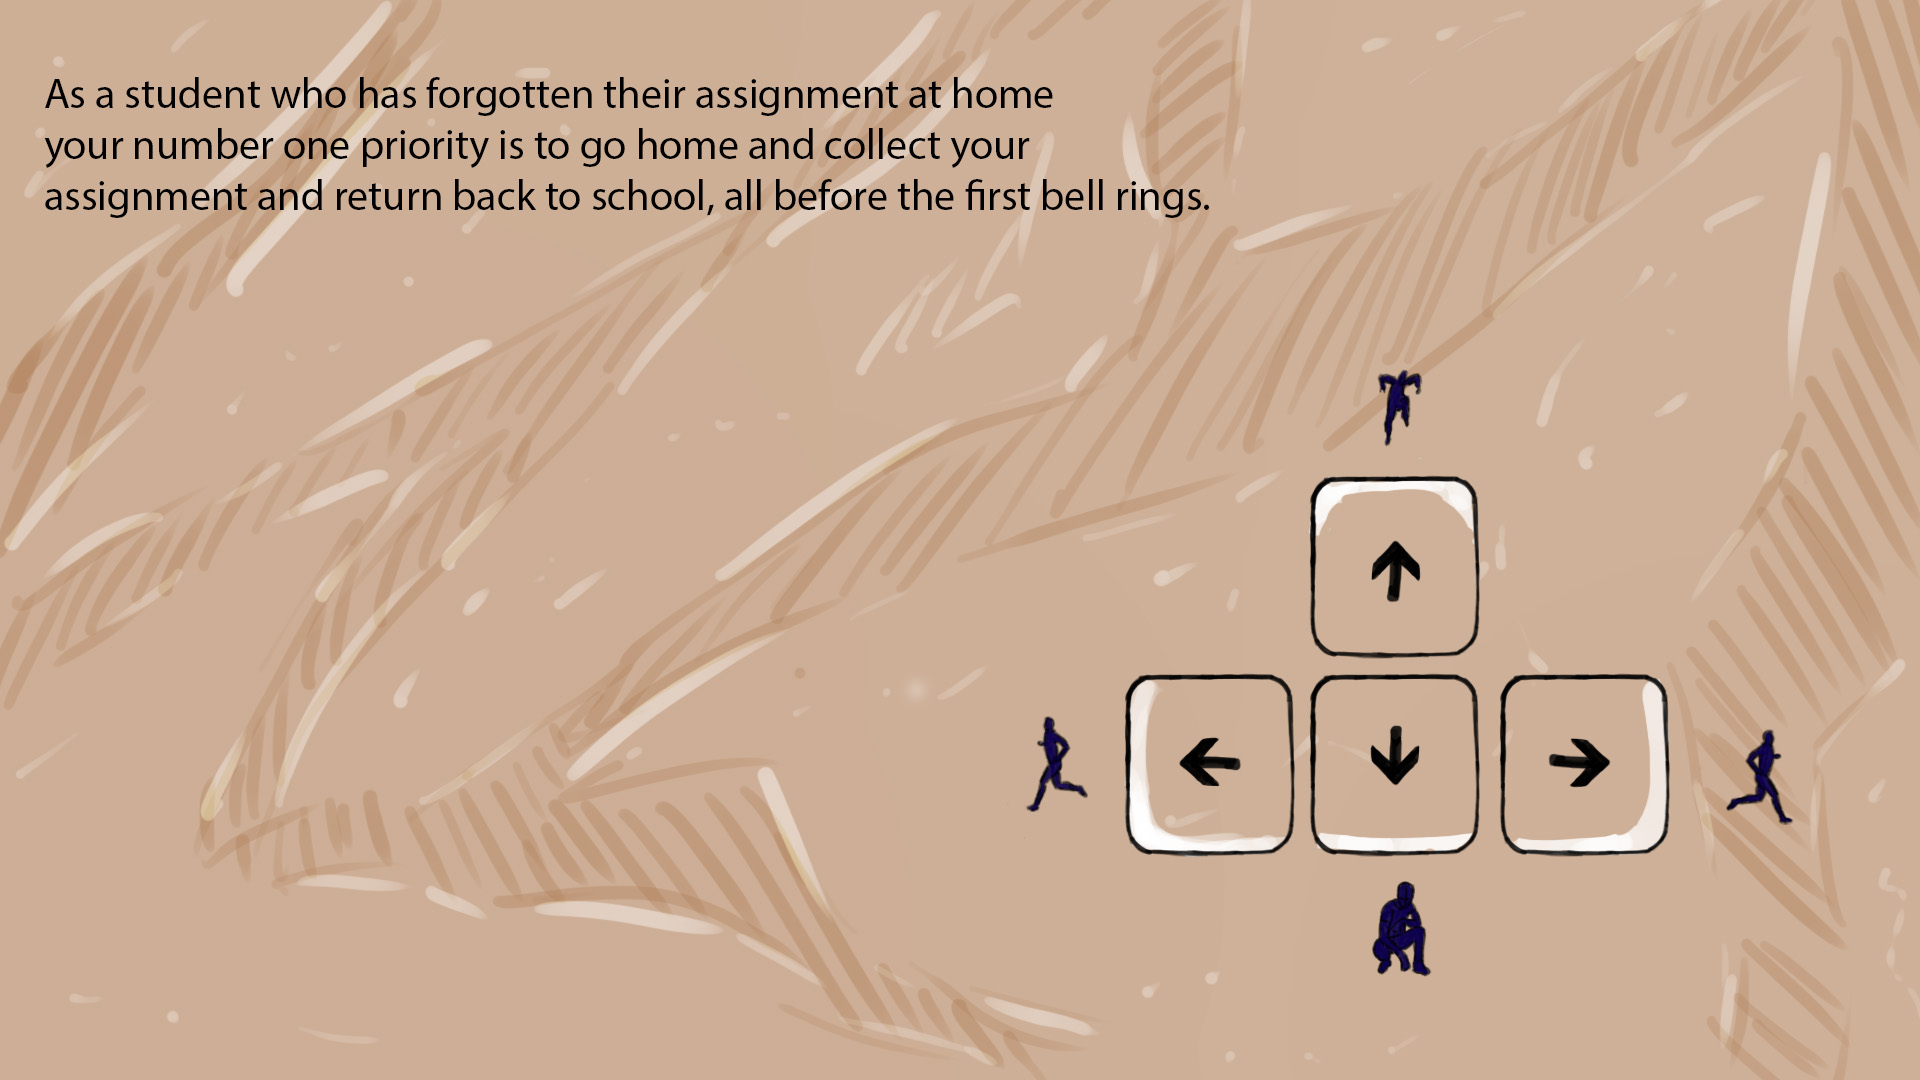 As a student who has forgotten their assignment at home
your number one priority is to go home and collect your
assignment and return back to school, all before the first bell rings.